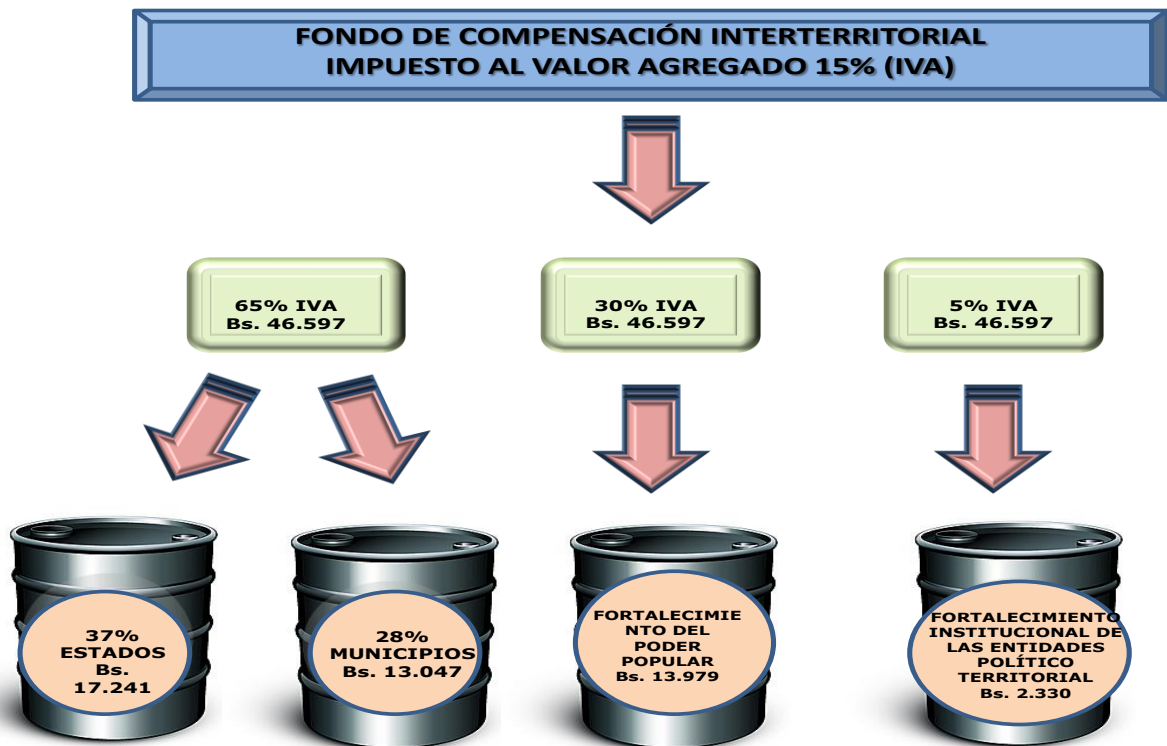 FONDO DE COMPENSACIÓN INTERTERRITORIAL
IMPUESTO AL VALOR AGREGADO 15% (IVA)
65% IVA
Bs. 46.597
30% IVA
Bs. 46.597
5% IVA
Bs. 46.597
37%
ESTADOS
Bs.
17.241
28%
MUNICIPIOS
Bs. 13.047
FORTALECIMIE
NTO DEL
PODER
POPULAR
Bs. 13.979
FORTALECIMIENTO
INSTITUCIONAL DE
LAS ENTIDADES
POLÍTICO
TERRITORIAL
Bs. 2.330